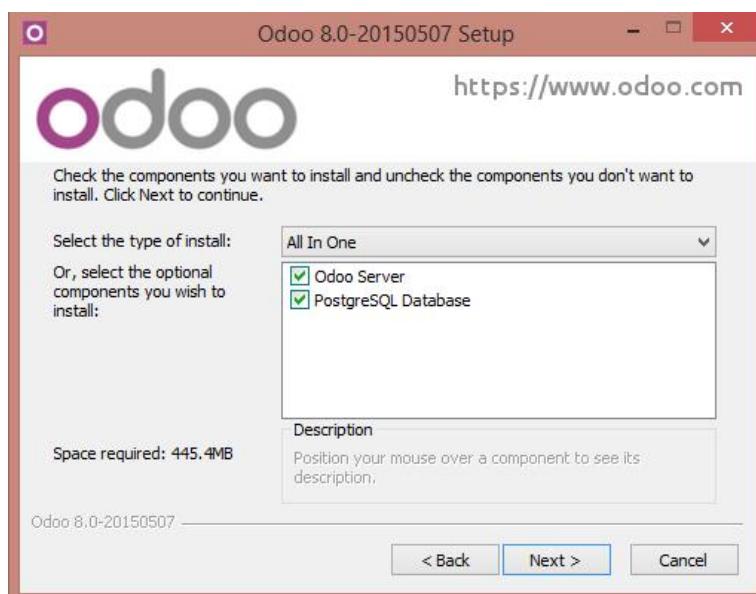 Odoo 8.0-20150507 Setup
odoo
https://www.odoo.com
Check the components you want to install and uncheck the components you don't want to
install. Click Next to continue.
Select the type of install:
All In One
Or, select the optional
components you wish to
install:
Odoo Server
PostgreSQL Database
Space required: 445.4MB
Description
Position your mouse over a component to see its
description.
Odoo 8.0-20150507
< Back
Next >
Cancel